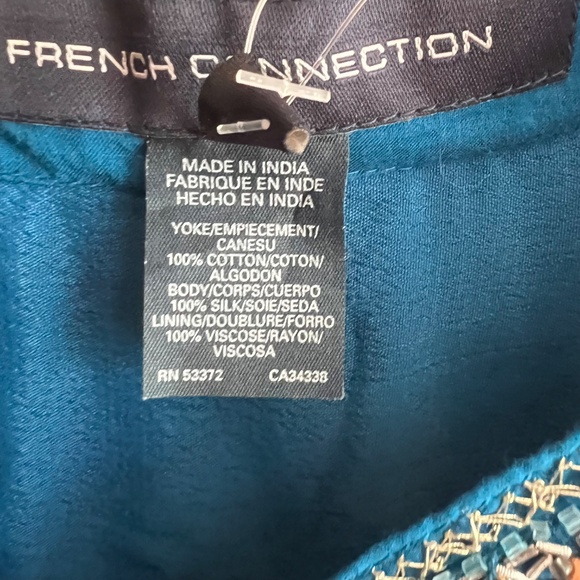 FRENCH CONNECTION
MADE IN INDIA
FABRIQUE EN INDE
HECHO EN INDIA
YOKE/EMPIECEMENT/
CANESU
100% COTTON/COTON/
ALGODON
BODY/CORPS/CUERPO
100% SILK/SOIE/SEDA
LINING/DOUBLURE/FORRO
100% VISCOSE/RAYON/
VISCOSA
RN 53372 CA34338